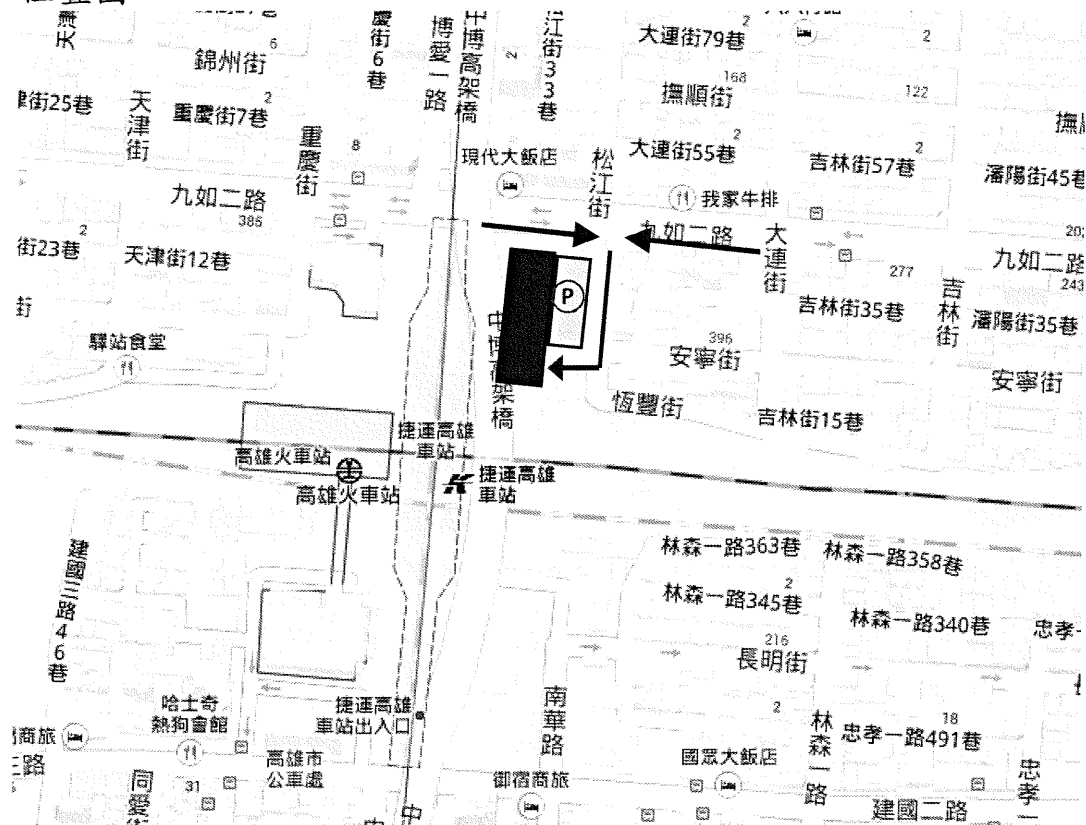 錦州街
6
慶街6巷
博愛一路
中博高架橋
2
松江街33巷
大連街79巷
2
2
撫順街
168
122
津街25巷
天津街
重慶街7巷
2
重慶街
8
現代大飯店
松江街
大連街55巷
2
吉林街57巷
2
瀋陽街45巷
九如二路
385
我家牛排
九如二路
大連街
202
九如二路
243
街23巷
2
天津街12巷
街
P
277
吉林街35巷
吉林街
瀋陽街35巷
驛站食堂
中博高架橋
396
安寧街
安寧街
恆豐街
吉林街15巷
捷運高雄
車站
高雄火車站
高雄火車站
捷運高雄
車站
建國三路46巷
林森一路363巷
林森一路358巷
林森一路345巷
2
林森一路340巷
忠孝一
216
長明街
哈士奇
熱狗會館
捷運高雄
車站出入口
南華路
2
林森一路
18
忠孝一路491巷
商旅
路
高雄市
公車處
31
同愛街
御宿商旅
國眾大飯店
建國二路
忠孝一